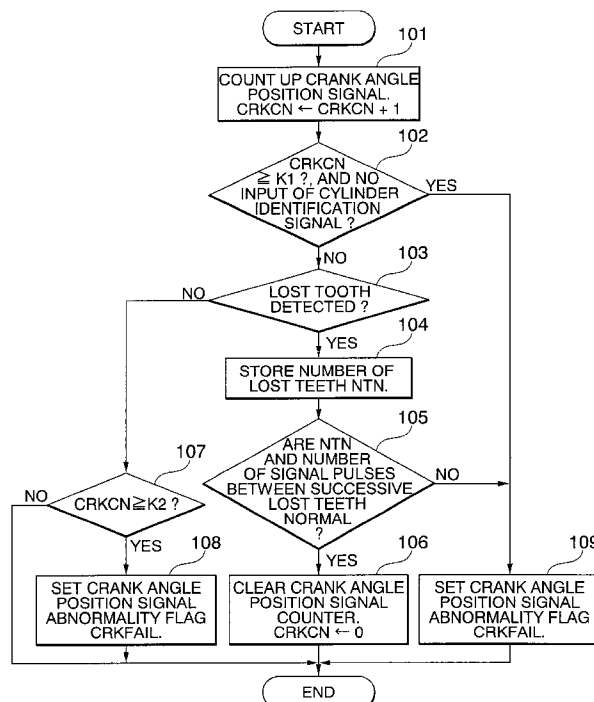 START
101
COUNT UP CRANK ANGLE
POSITION SIGNAL.
CRKCN ← CRKCN + 1
102
CRKCN
≧ K1 ?, AND NO
INPUT OF CYLINDER
IDENTIFICATION
SIGNAL ?
YES
NO
103
NO
LOST TOOTH
DETECTED ?
YES
104
STORE NUMBER OF
LOST TEETH NTN.
105
ARE NTN
AND NUMBER
OF SIGNAL PULSES
BETWEEN SUCCESSIVE
LOST TEETH
NORMAL
?
NO
107
NO
CRKCN≧K2 ?
YES
108
YES
106
109
SET CRANK ANGLE
POSITION SIGNAL
ABNORMALITY FLAG
CRKFAIL.
CLEAR CRANK ANGLE
POSITION SIGNAL
COUNTER.
CRKCN ← 0
SET CRANK ANGLE
POSITION SIGNAL
ABNORMALITY FLAG
CRKFAIL.
END